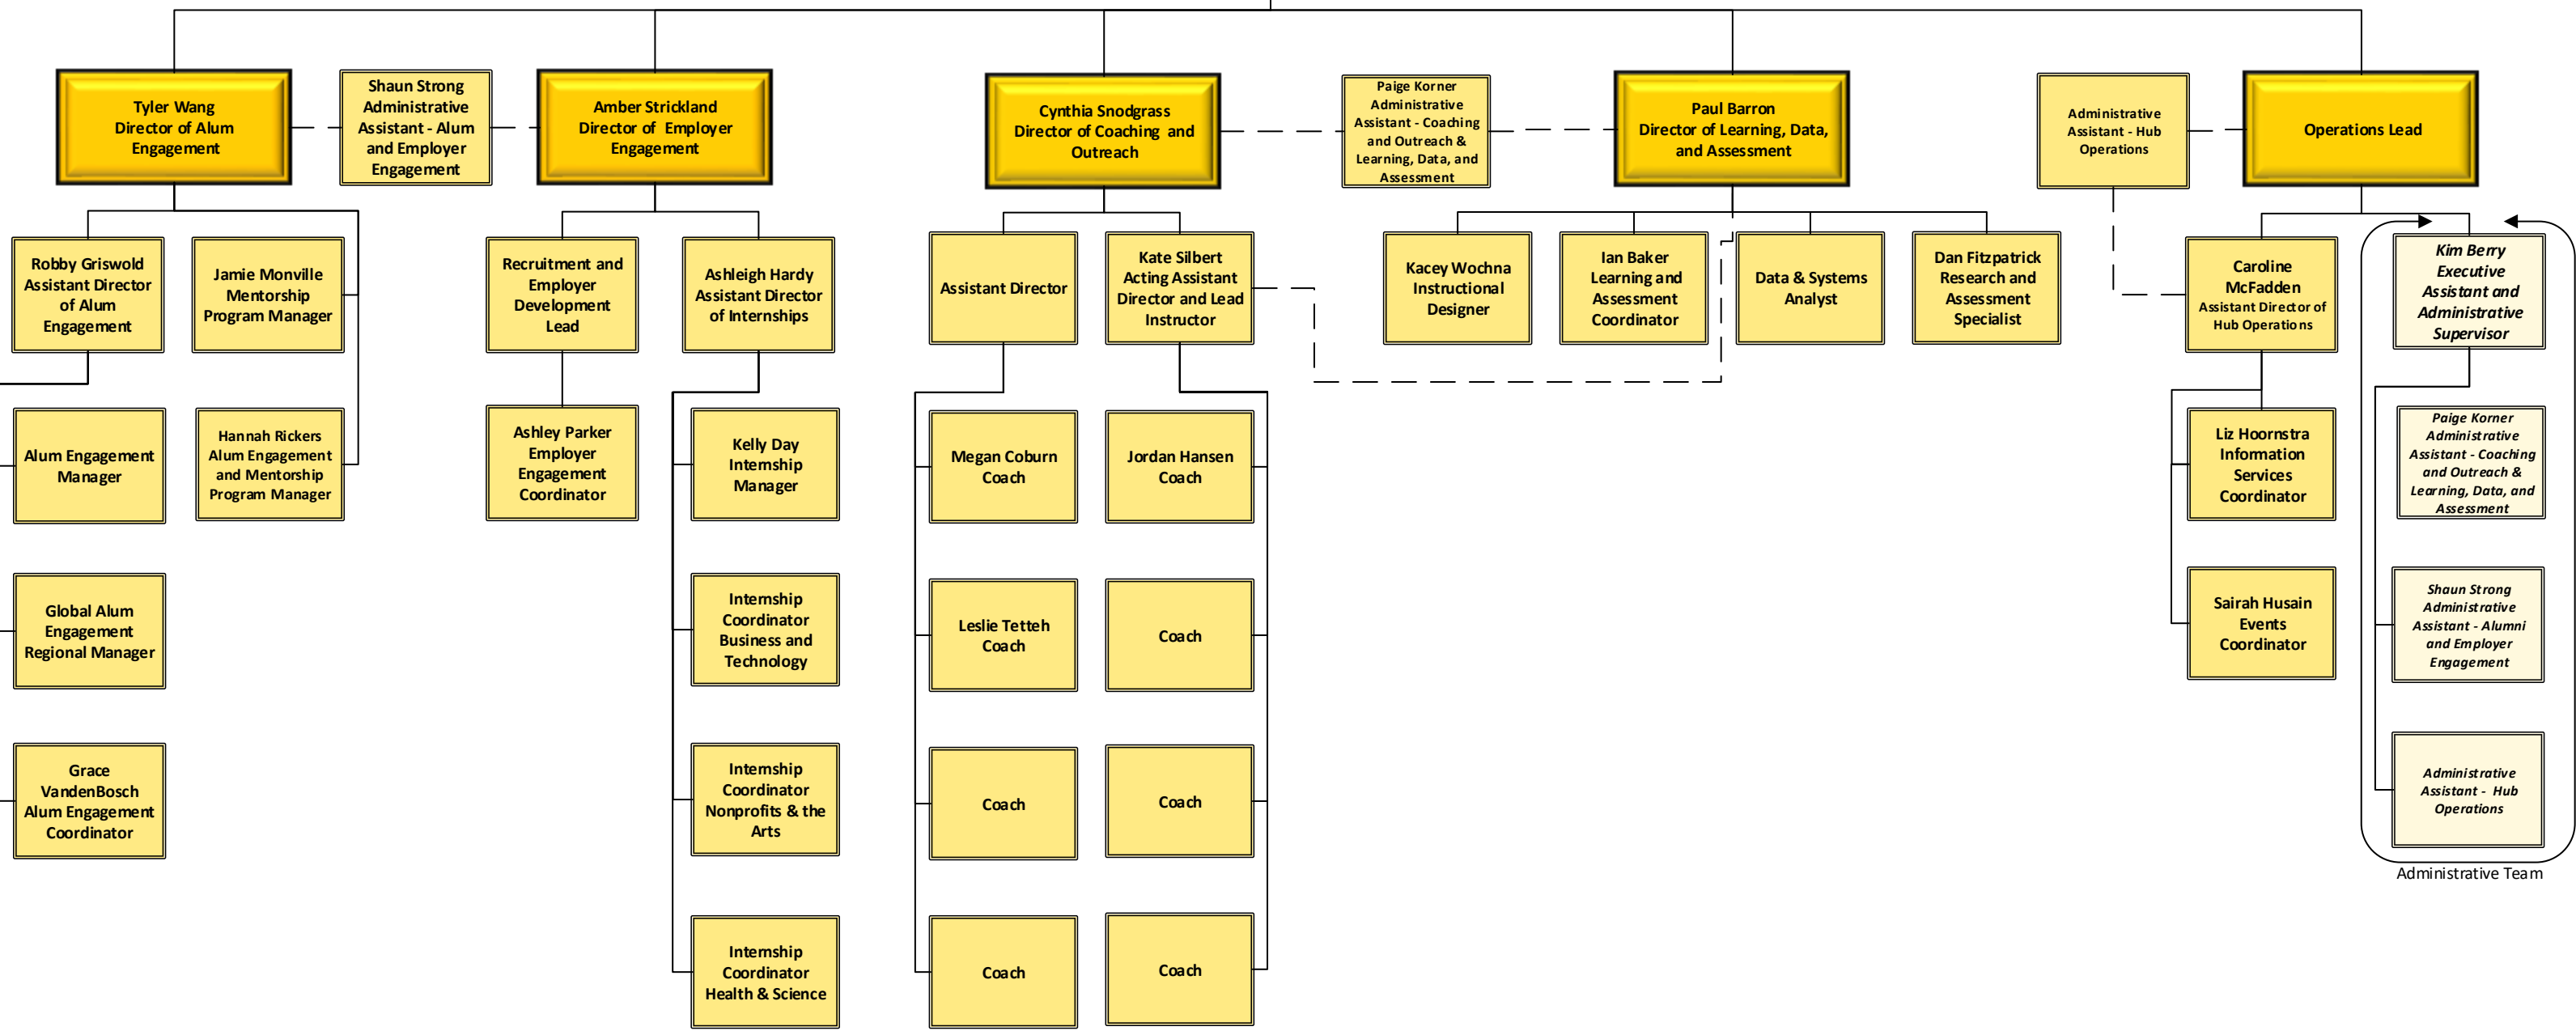 Tyler Wang
Director of Alum
Engagement
Shaun Strong
Administrative
Assistant - Alum
and Employer
Engagement
Amber Strickland
Director of Employer
Engagement
Cynthia Snodgrass
Director of Coaching and
Outreach
Paige Korner
Administrative
Assistant - Coaching
and Outreach &
Learning, Data, and
Assessment
Paul Barron
Director of Learning, Data,
and Assessment
Administrative
Assistant - Hub
Operations
Operations Lead
Robby Griswold
Assistant Director
of Alum
Engagement
Jamie Monville
Mentorship
Program Manager
Recruitment and
Employer
Development
Lead
Ashleigh Hardy
Assistant Director
of Internships
Assistant Director
Kate Silbert
Acting Assistant
Director and Lead
Instructor
Kacey Wochna
Instructional
Designer
Ian Baker
Learning and
Assessment
Coordinator
Data & Systems
Analyst
Dan Fitzpatrick
Research and
Assessment
Specialist
Caroline
McFadden
Assistant Director of
Hub Operations
Kim Berry
Executive
Assistant and
Administrative
Supervisor
Alum Engagement
Manager
Hannah Rickers
Alum Engagement
and Mentorship
Program Manager
Ashley Parker
Employer
Engagement
Coordinator
Kelly Day
Internship
Manager
Megan Coburn
Coach
Jordan Hansen
Coach
Liz Hoornstra
Information
Services
Coordinator
Paige Korner
Administrative
Assistant - Coaching
and Outreach &
Learning, Data, and
Assessment
Global Alum
Engagement
Regional Manager
Internship
Coordinator
Business and
Technology
Leslie Tetteh
Coach
Coach
Sairah Husain
Events
Coordinator
Shaun Strong
Administrative
Assistant - Alumni
and Employer
Engagement
Grace
VandenBosch
Alum Engagement
Coordinator
Internship
Coordinator
Nonprofits & the
Arts
Coach
Coach
Administrative
Assistant - Hub
Operations
Administrative Team
Internship
Coordinator
Health & Science
Coach
Coach